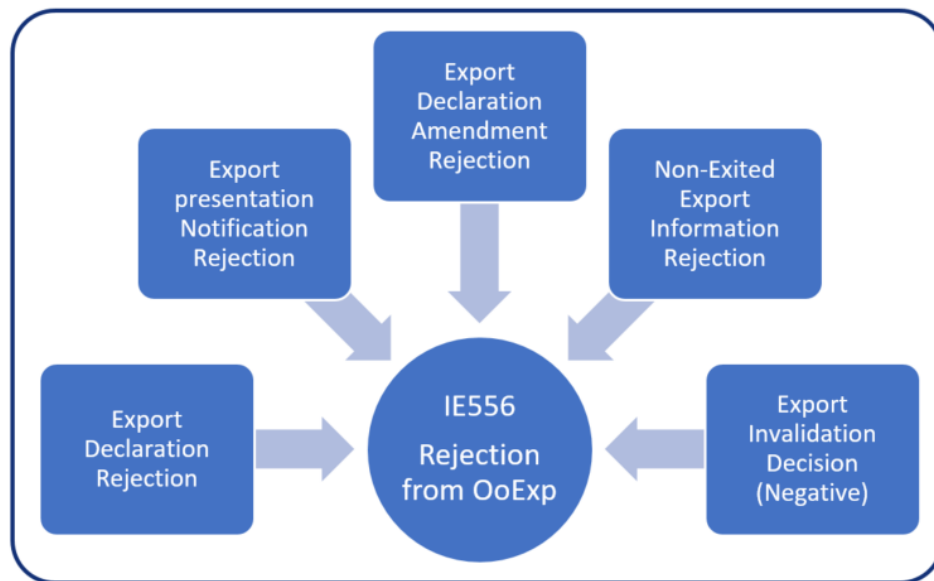 Export
Declaration
Amendment
Rejection
Export
presentation
Notification
Rejection
Non-Exited
Export
Information
Rejection
Export
Declaration
Rejection
IE556
Rejection
from OoExp
Export
Invalidation
Decision
(Negative)